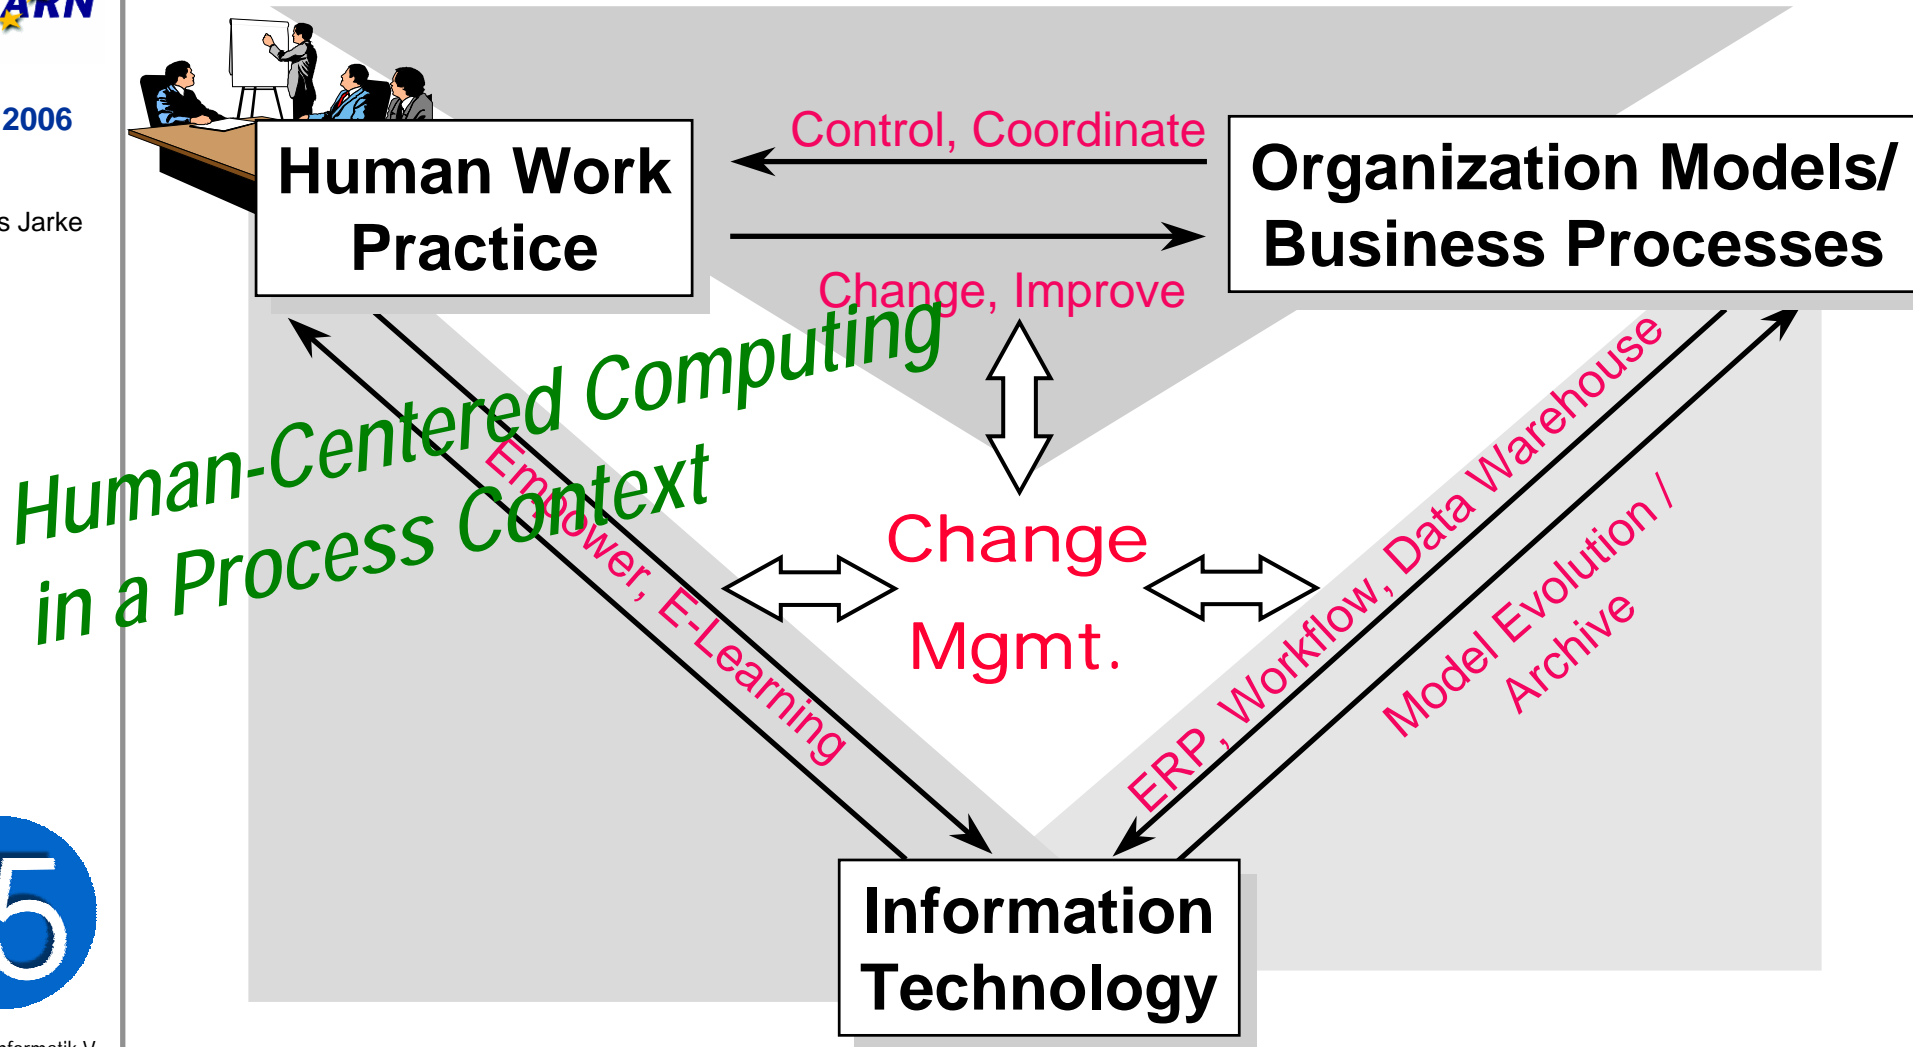 2006
s Jarke
5
Human Work
Practice
Control, Coordinate
Change, Improve
Organization Models/
Business Processes
Human-Centered Computing
in a Process Context
Empower, E-Learning
Change
Mgmt.
ERP, Workflow, Data Warehouse
Model Evolution /
Archive
Information
Technology